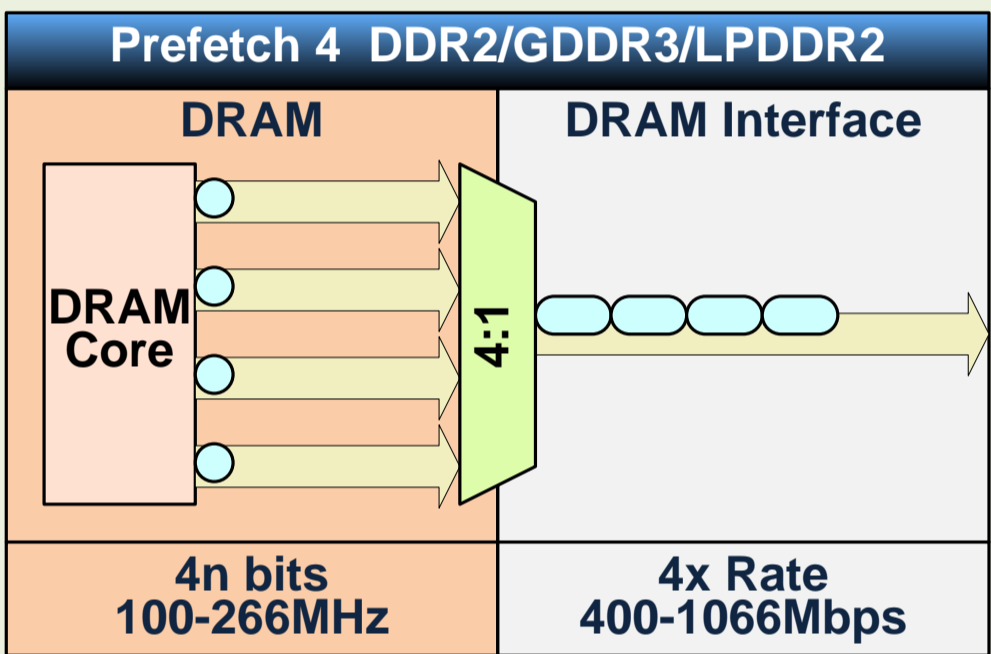 Prefetch 4 DDR2/GDDR3/LPDDR2
DRAM
DRAM Interface
DRAM
Core
4:1
4n bits
100-266MHz
4x Rate
400-1066Mbps